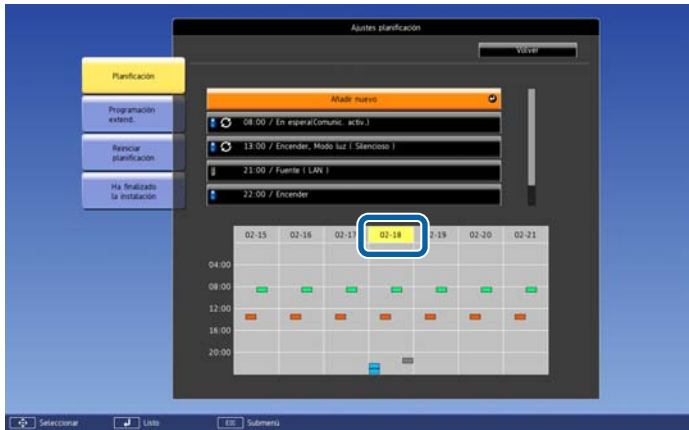 Ajustes planificación
Volver
Planificación
Programación
extend.
Reiniciar
planificación
Ha finalizado
la instalación
Añadir nuevo
08:00 / En espera(Comunic. activ.)
13:00 / Encender, Modo luz ( Silencioso )
21:00 / Fuente ( LAN )
22:00 / Encender
02-15 02-16 02-17 02-18 02-19 02-20 02-21
04:00
08:00
12:00
16:00
20:00
Seleccionar Listo Esc Submenú